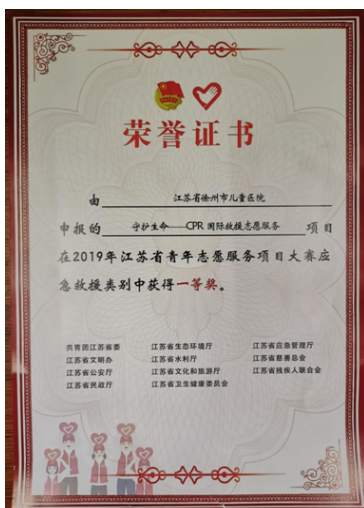 荣誉证书
由 江苏省徐州市儿童医院
申报的 守护生命——CPR国际救援志愿服务 项目
在2019年江苏省青年志愿服务项目大赛应
急救援类别中获得一等奖。
共青团江苏省委 江苏省生态环境厅 江苏省应急管理厅
江苏省文明办 江苏省水利厅 江苏省慈善总会
江苏省公安厅 江苏省文化和旅游厅 江苏省残疾人联合会
江苏省民政厅 江苏省卫生健康委员会